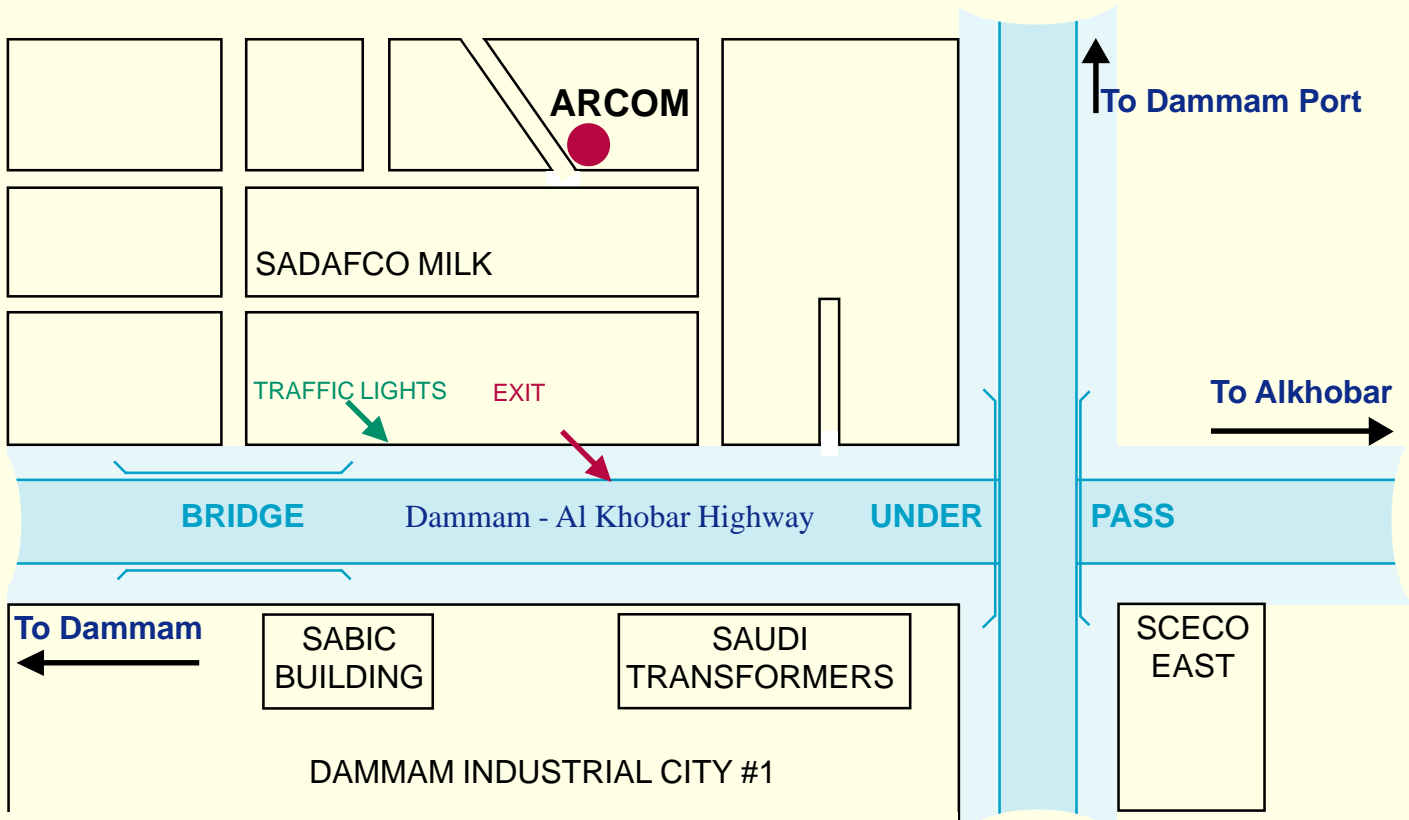 ARCOM
To Dammam Port
SADAFCO MILK
TRAFFIC LIGHTS
EXIT
To Alkhobar
BRIDGE
Dammam - Al Khobar Highway
UNDER
PASS
To Dammam
SABIC
BUILDING
SAUDI
TRANSFORMERS
SCECO
EAST
DAMMAM INDUSTRIAL CITY #1